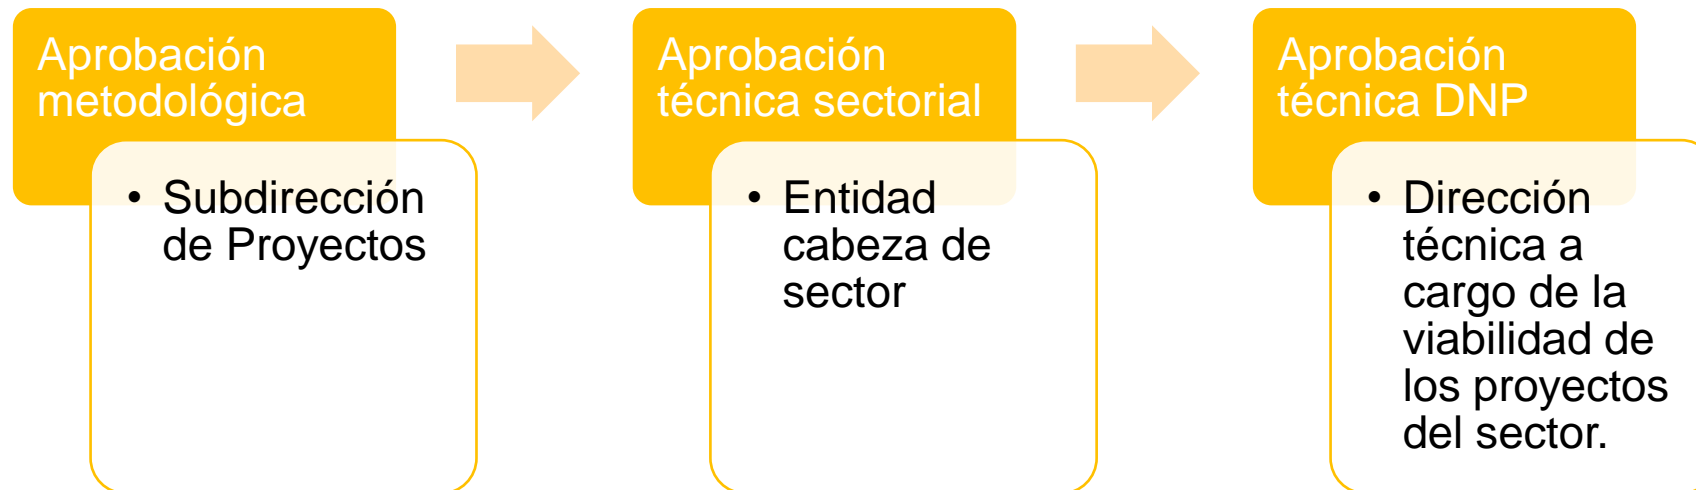 Aprobación
metodológica
• Subdirección
de Proyectos
Aprobación
técnica sectorial
• Entidad
cabeza de
sector
Aprobación
técnica DNP
• Dirección
técnica a
cargo de la
viabilidad de
los proyectos
del sector.